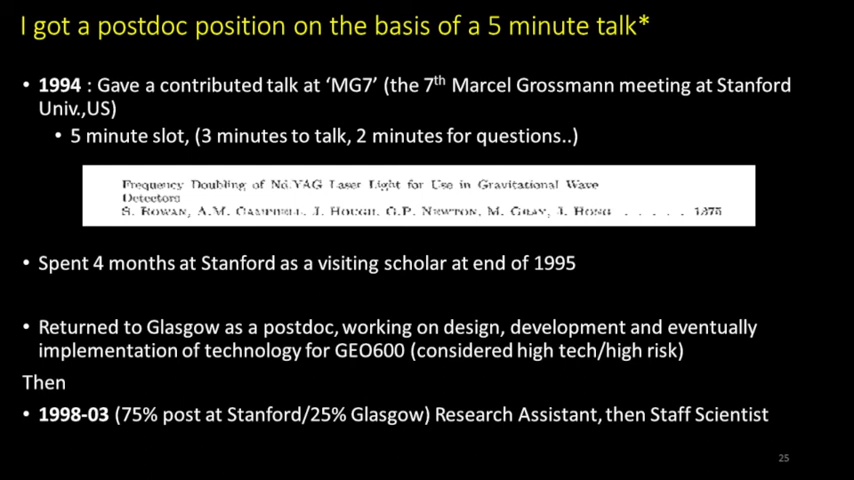 I got a postdoc position on the basis of a 5 minute talk*
• 1994 : Gave a contributed talk at ‘MG7’ (the 7th Marcel Grossmann meeting at Stanford
Univ.,US)
• 5 minute slot, (3 minutes to talk, 2 minutes for questions..)
Frequency Doubling of Nd.YAG Laser Light for Use in Gravitational Wave
Detectors
S. ROWAN, A.M. CAMPBELL, J. HOUGH, G.P. NEWTON, M. GRAY, J. HONG . . . . . 1375
• Spent 4 months at Stanford as a visiting scholar at end of 1995
• Returned to Glasgow as a postdoc, working on design, development and eventually
implementation of technology for GEO600 (considered high tech/high risk)
Then
• 1998-03 (75% post at Stanford/25% Glasgow) Research Assistant, then Staff Scientist
25